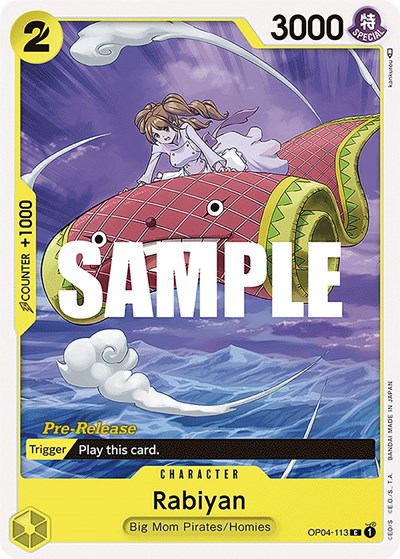 2
3000
特
SPECIAL
kankurou
COUNTER +1000
SAMPLE
Pre-Release
Trigger Play this card.
CHARACTER
Rabiyan
Big Mom Pirates/Homies
OP04-113 C 1
©E.O./S. ©E.O./S., T.A. BANDAI MADE IN JAPAN